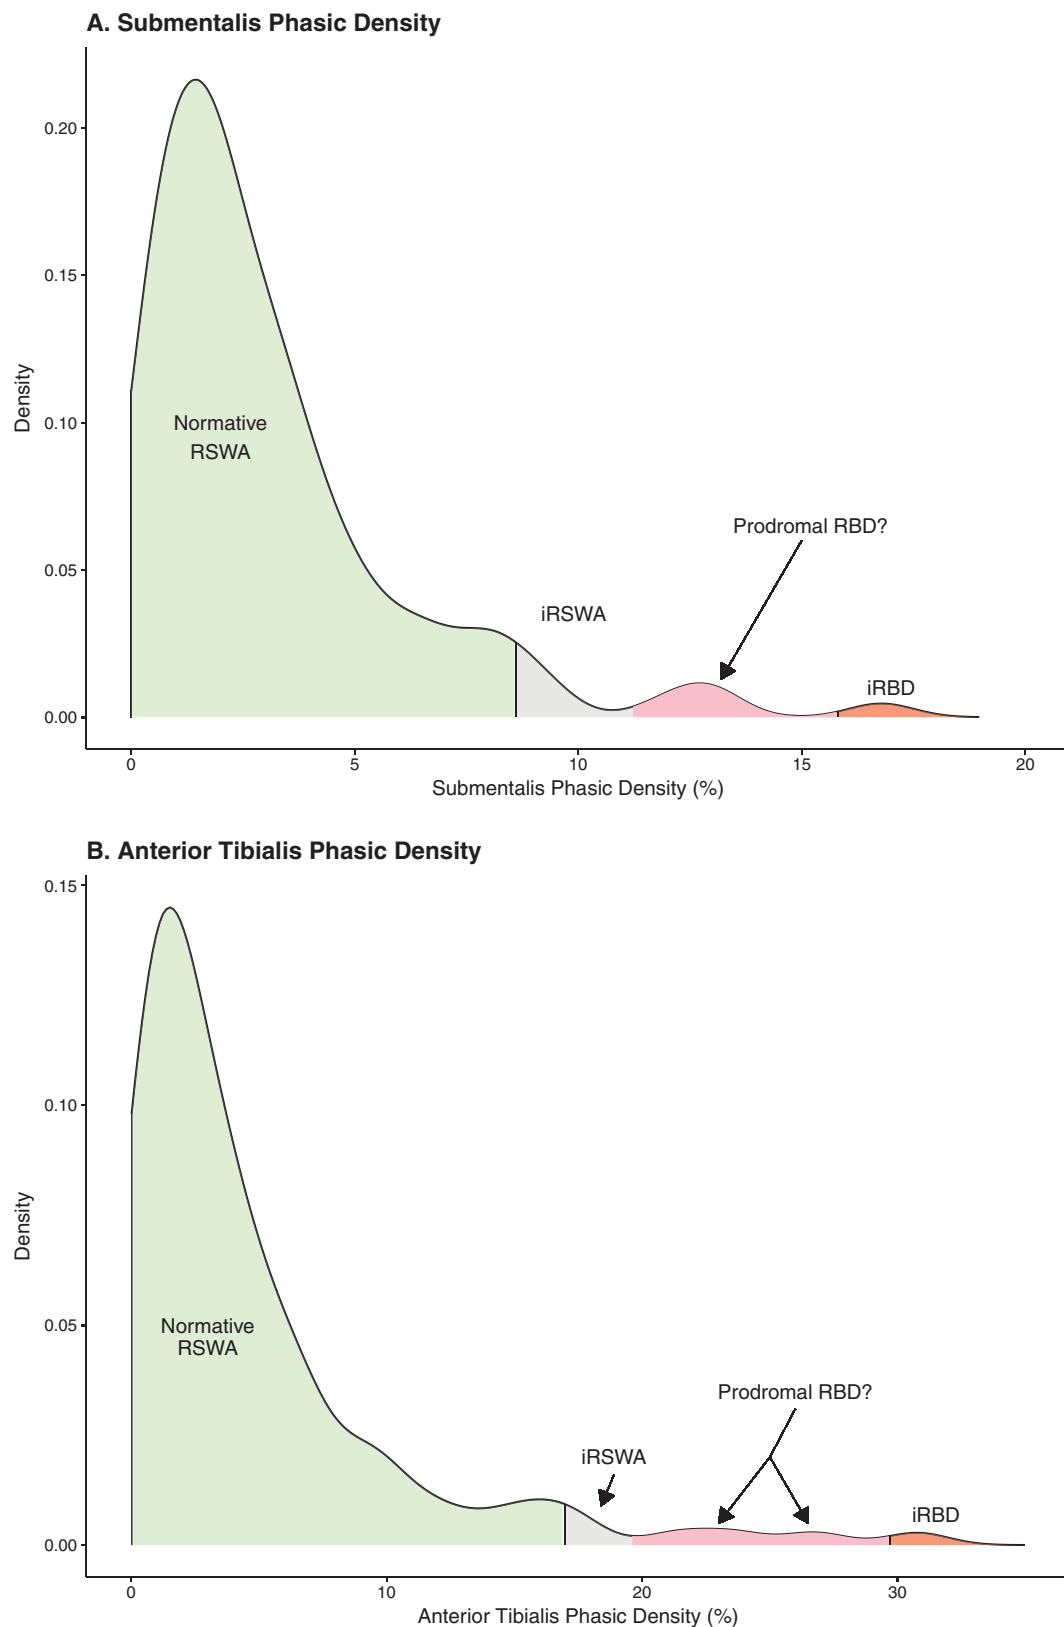 A. Submentalis Phasic Density
0.20
0.15
0.10
0.05
0.00
Density
Normative
RSWA
iRSWA
Prodromal RBD?
iRBD
0 5 10 15 20
Submentalis Phasic Density (%)
B. Anterior Tibialis Phasic Density
0.15
0.10
0.05
0.00
Density
Normative
RSWA
iRSWA
Prodromal RBD?
iRBD
0 10 20 30
Anterior Tibialis Phasic Density (%)